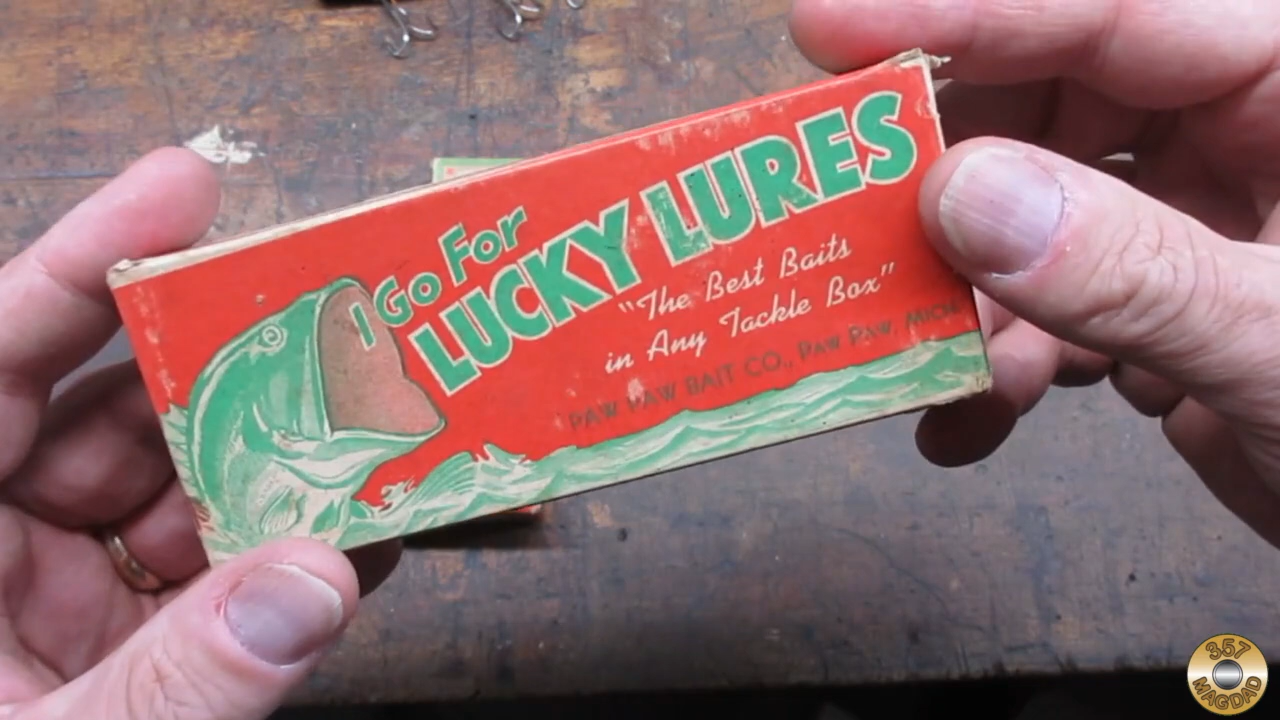 I Go For
LUCKY LURES
"The Best Baits
in Any Tackle Box"
PAW PAW BAIT CO., PAW PAW, MICH.
357
MAGDAD